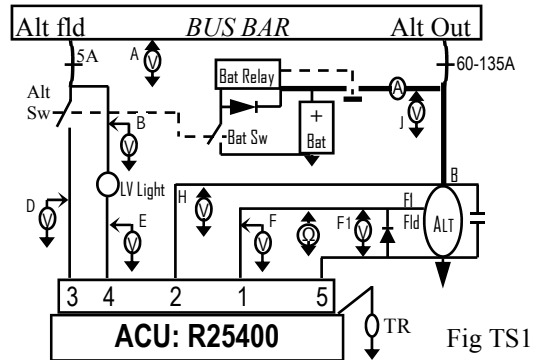 Alt fld BUS BAR Alt Out
5A
A
V
60-135A
Bat Relay
A
Alt
Sw
B
V
Bat Sw
+
Bat
V
J
LV Light
B
D
V
E
V
H
V
F
V
Ω
F1
V
F1
Fld
ALT
3 4 2 1 5
ACU: R25400
TR
Fig TS1